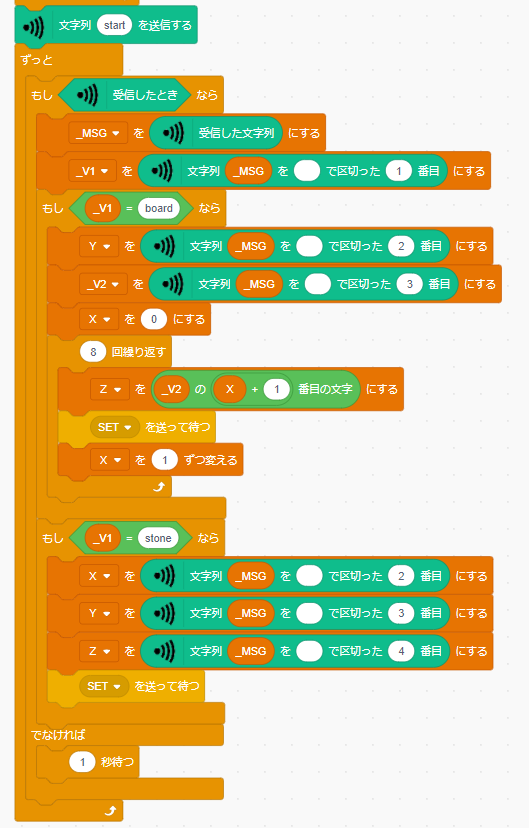 文字列 start を送信する
ずっと
もし 受信したとき なら
_MSG を 受信した文字列 にする
_V1 を 文字列 _MSG を で区切った 1 番目 にする
もし _V1 = board なら
Y を 文字列 _MSG を で区切った 2 番目 にする
_V2 を 文字列 _MSG を で区切った 3 番目 にする
X を 0 にする
8 回繰り返す
Z を _V2 の X + 1 番目の文字 にする
SET を送って待つ
X を 1 ずつ変える
もし _V1 = stone なら
X を 文字列 _MSG を で区切った 2 番目 にする
Y を 文字列 _MSG を で区切った 3 番目 にする
Z を 文字列 _MSG を で区切った 4 番目 にする
SET を送って待つ
でなければ
1 秒待つ